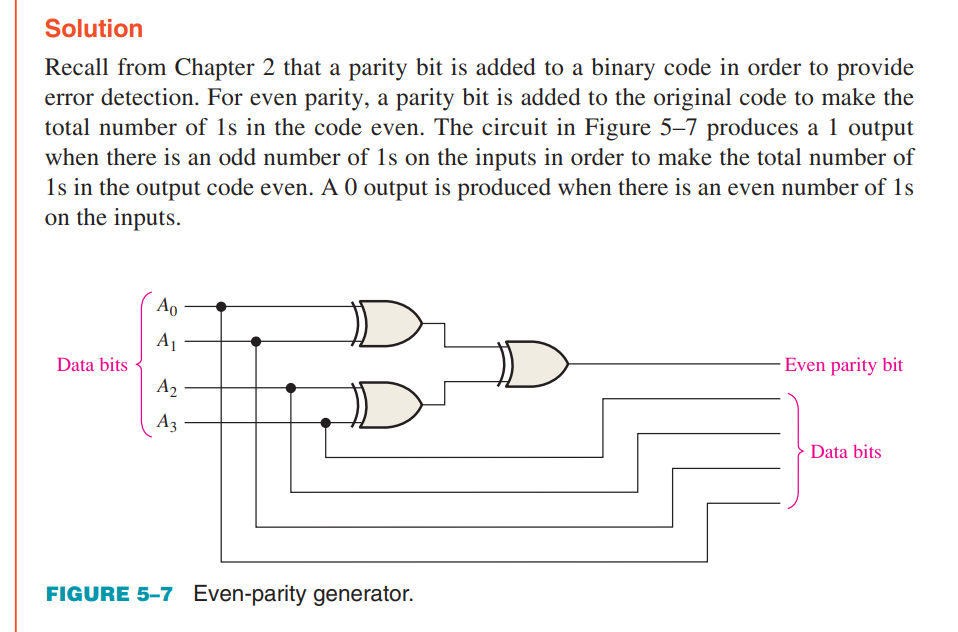 Solution
Recall from Chapter 2 that a parity bit is added to a binary code in order to provide
error detection. For even parity, a parity bit is added to the original code to make the
total number of 1s in the code even. The circuit in Figure 5–7 produces a 1 output
when there is an odd number of 1s on the inputs in order to make the total number of
1s in the output code even. A 0 output is produced when there is an even number of 1s
on the inputs.
A₀
A₁
Data bits
Even parity bit
A₂
A₃
Data bits
FIGURE 5–7 Even-parity generator.